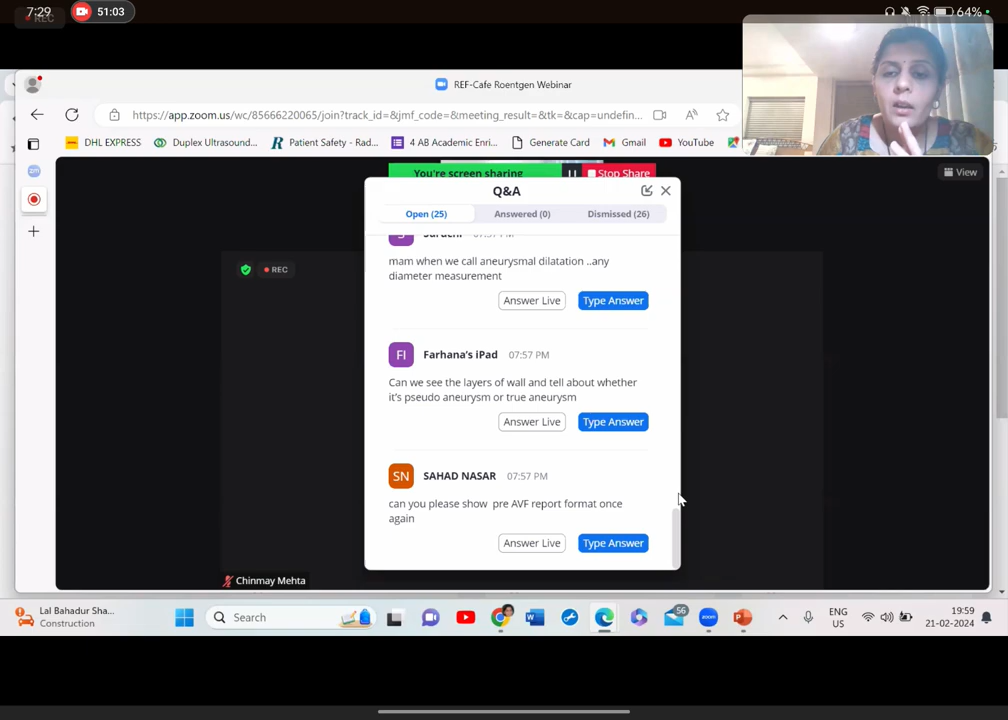 7:29
REC
51:03
64%
REF-Cafe Roentgen Webinar
https://app.zoom.us/wc/85666220065/join?track_id=&jmf_code=&meeting_result=&tk=&cap=undefin...
DHL EXPRESS
Duplex Ultrasound...
Patient Safety - Rad...
4 AB Academic Enri...
Generate Card
Gmail
YouTube
You're screen sharing
Stop Share
View
zm
Q&A
Open (25)
Answered (0)
Dismissed (26)
mam when we call aneurysmal dilatation ..any
diameter measurement
Answer Live
Type Answer
FI
Farhana's iPad
07:57 PM
Can we see the layers of wall and tell about whether
it's pseudo aneurysm or true aneurysm
Answer Live
Type Answer
SN
SAHAD NASAR
07:57 PM
can you please show pre AVF report format once
again
Answer Live
Type Answer
REC
Chinmay Mehta
Lal Bahadur Sha...
Construction
Search
56
zoom
ENG
US
19:59
21-02-2024